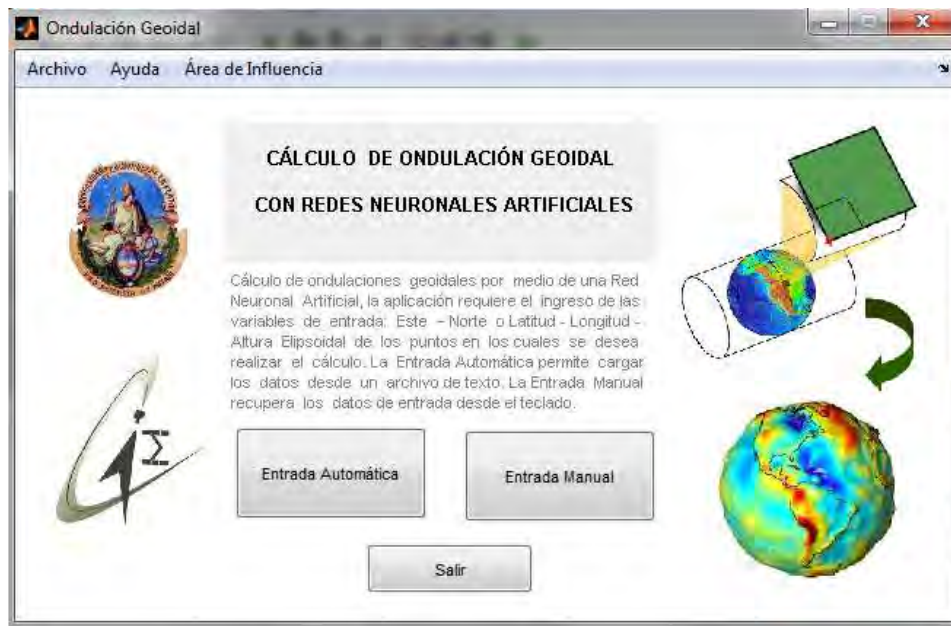 Ondulación Geoidal
Archivo Ayuda Área de Influencia
CÁLCULO DE ONDULACIÓN GEOIDAL
CON REDES NEURONALES ARTIFICIALES
Cálculo de ondulaciones geoidales por medio de una Red
Neuronal Artificial, la aplicación requiere el ingreso de las
variables de entrada: Este - Norte o Latitud - Longitud -
Altura Elipsoidal de los puntos en los cuales se desea
realizar el cálculo. La Entrada Automática permite cargar
los datos desde un archivo de texto. La Entrada Manual
recupera los datos de entrada desde el teclado.
Entrada Automática
Entrada Manual
Salir